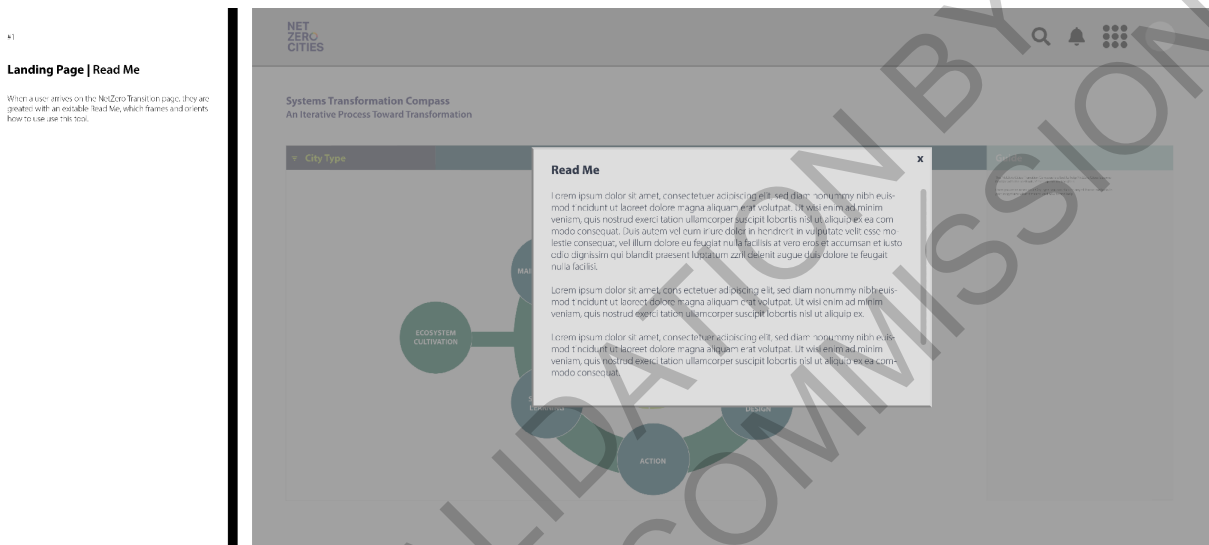 #1
Landing Page | Read Me
When a user arrives on the NetZero Transition page, they are
greated with an exitable Read Me, which frames and orients
how to use use this tool.
NET
ZERO
CITIES
Systems Transformation Compass
An Iterative Process Toward Transformation
City Type
Guide
Read Me
x
Lorem ipsum dolor sit amet, consectetuer adipiscing elit, sed diam nonummy nibh euis-
mod tincidunt ut laoreet dolore magna aliquam erat volutpat. Ut wisi enim ad minim
veniam, quis nostrud exerci tation ullamcorper suscipit lobortis nisl ut aliquip ex ea com
modo consequat. Duis autem vel eum iriure dolor in hendrerit in vulputate velit esse mo-
lestie consequat, vel illum dolore eu feugiat nulla facilisis at vero eros et accumsan et iusto
odio dignissim qui blandit praesent luptatum zzril delenit augue duis dolore te feugait
nulla facilisi.
Lorem ipsum dolor sit amet, cons ectetuer ad piscing elit, sed diam nonummy nibh euis-
mod tincidunt ut laoreet dolore magna aliquam erat volutpat. Ut wisi enim ad minim
veniam, quis nostrud exerci tation ullamcorper suscipit lobortis nisl ut aliquip ex.
Lorem ipsum dolor sit amet, consectetuer adipiscing elit, sed diam nonummy nibh euis-
mod tincidunt ut laoreet dolore magna aliquam erat volutpat. Ut wisi enim ad minim
veniam, quis nostrud exerci tation ullamcorper suscipit lobortis nisl ut aliquip ex ea com-
modo consequat.
ECOSYSTEM
CULTIVATION
DESIGN
ACTION
LIDATION BY
COMMISSION